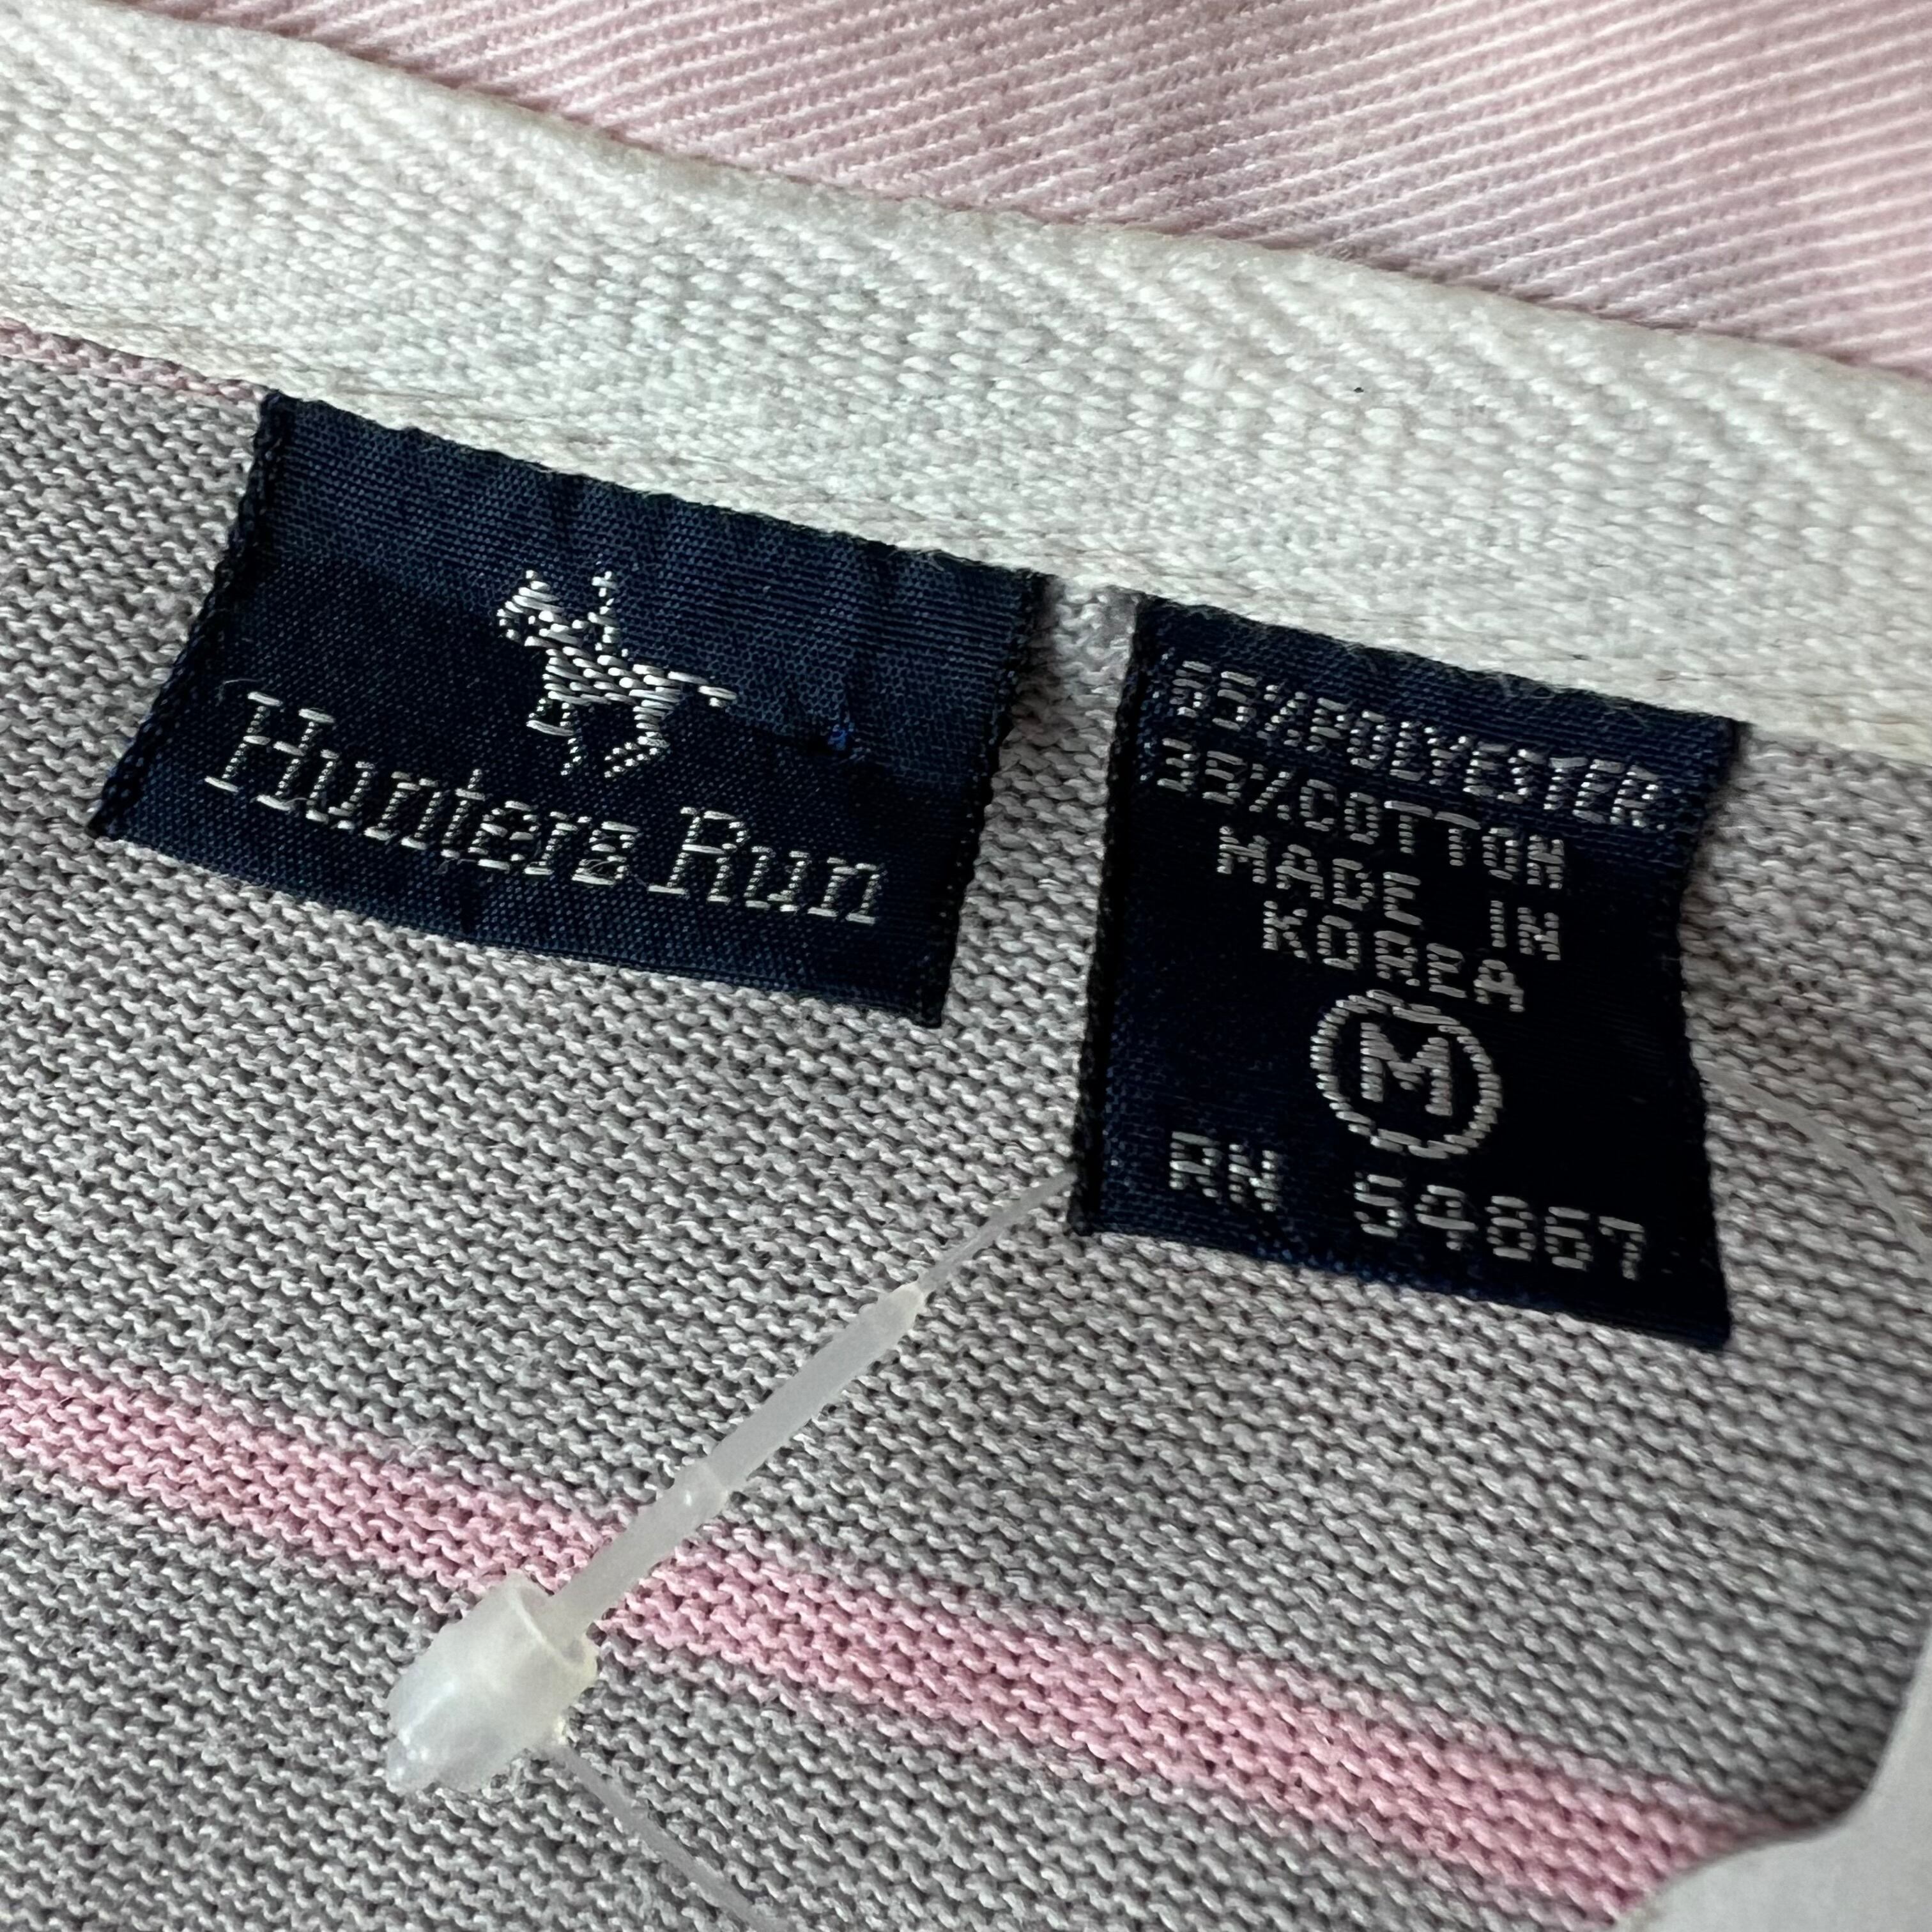 Hunters Run
65%POLYESTER.
35%COTTON
MADE IN
KOREA
M
RN 54867